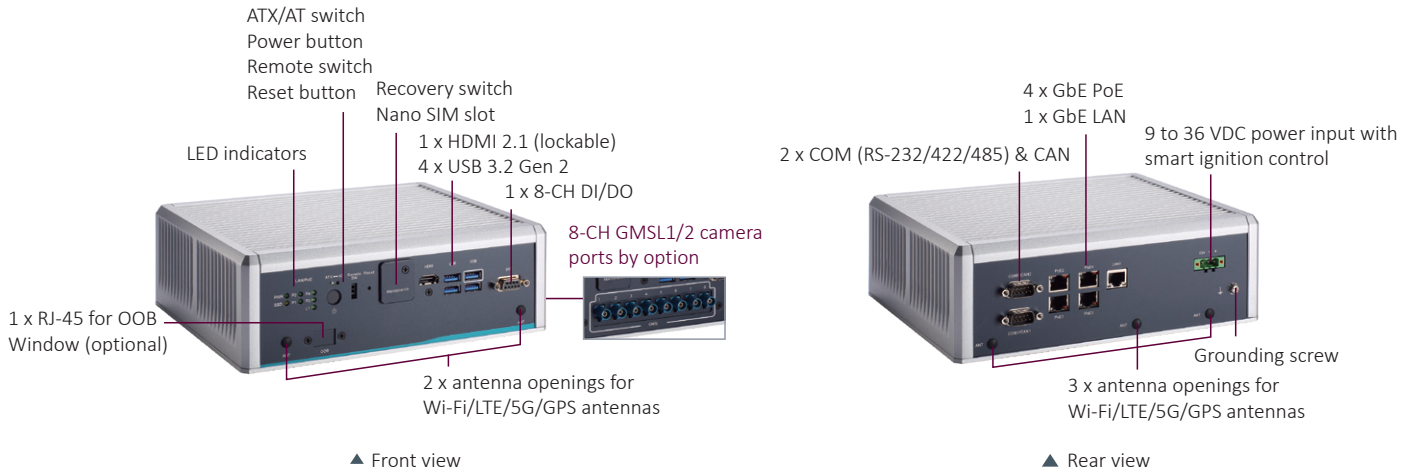 ATX/AT switch
Power button
Remote switch
Reset button
Recovery switch
Nano SIM slot
1 x HDMI 2.1 (lockable)
4 x USB 3.2 Gen 2
1 x 8-CH DI/DO
LED indicators
8-CH GMSL1/2 camera
ports by option
1 x RJ-45 for OOB
Window (optional)
2 x antenna openings for
Wi-Fi/LTE/5G/GPS antennas
▲ Front view
4 x GbE PoE
1 x GbE LAN
2 x COM (RS-232/422/485) & CAN
9 to 36 VDC power input with
smart ignition control
Grounding screw
3 x antenna openings for
Wi-Fi/LTE/5G/GPS antennas
▲ Rear view